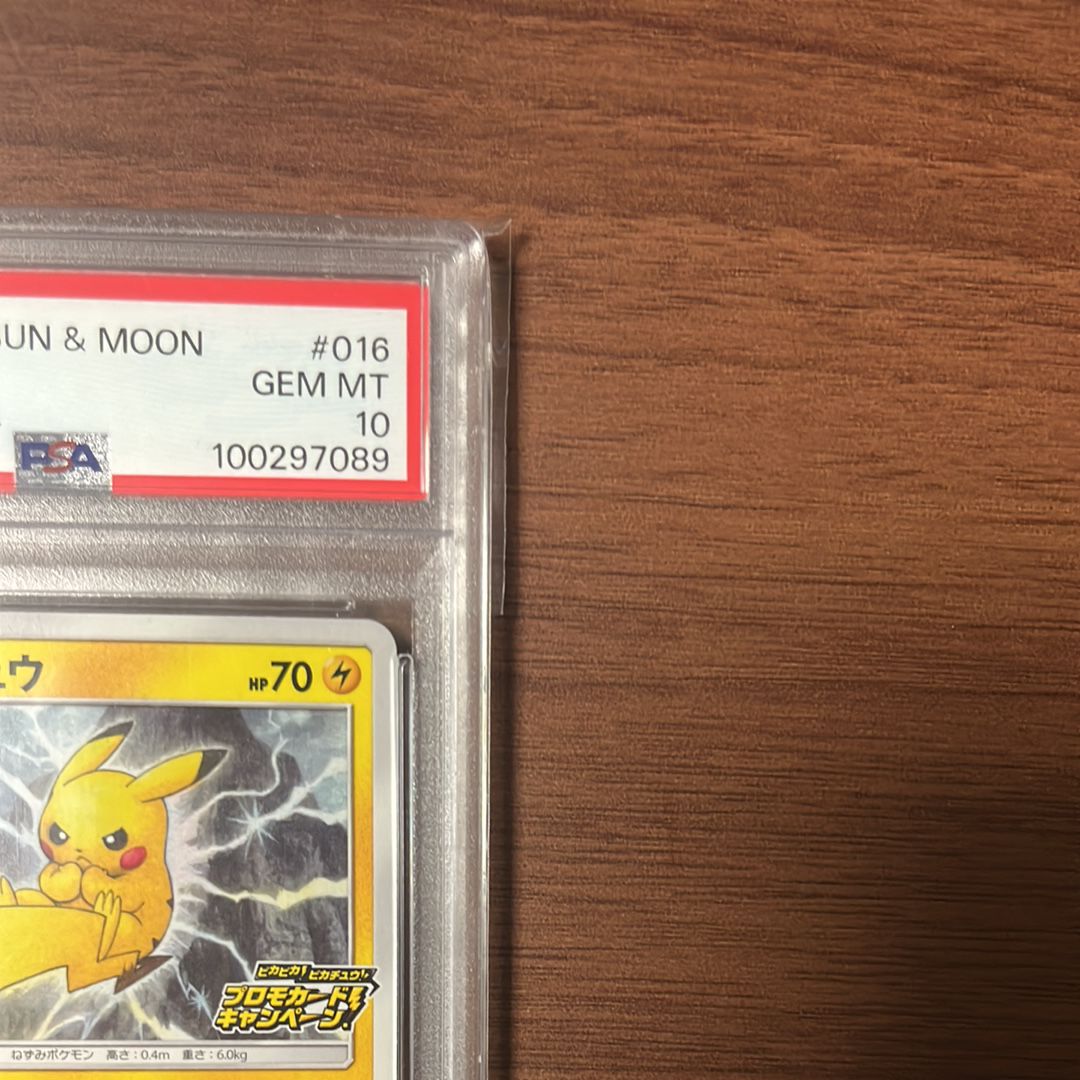 SUN & MOON #016
GEM MT
10
PSA 100297089
ュウ HP70
ピカピカ! ピカチュウ!
プロモカード
キャンペーン!
ねずみポケモン 高さ:0.4m 重さ:6.0kg